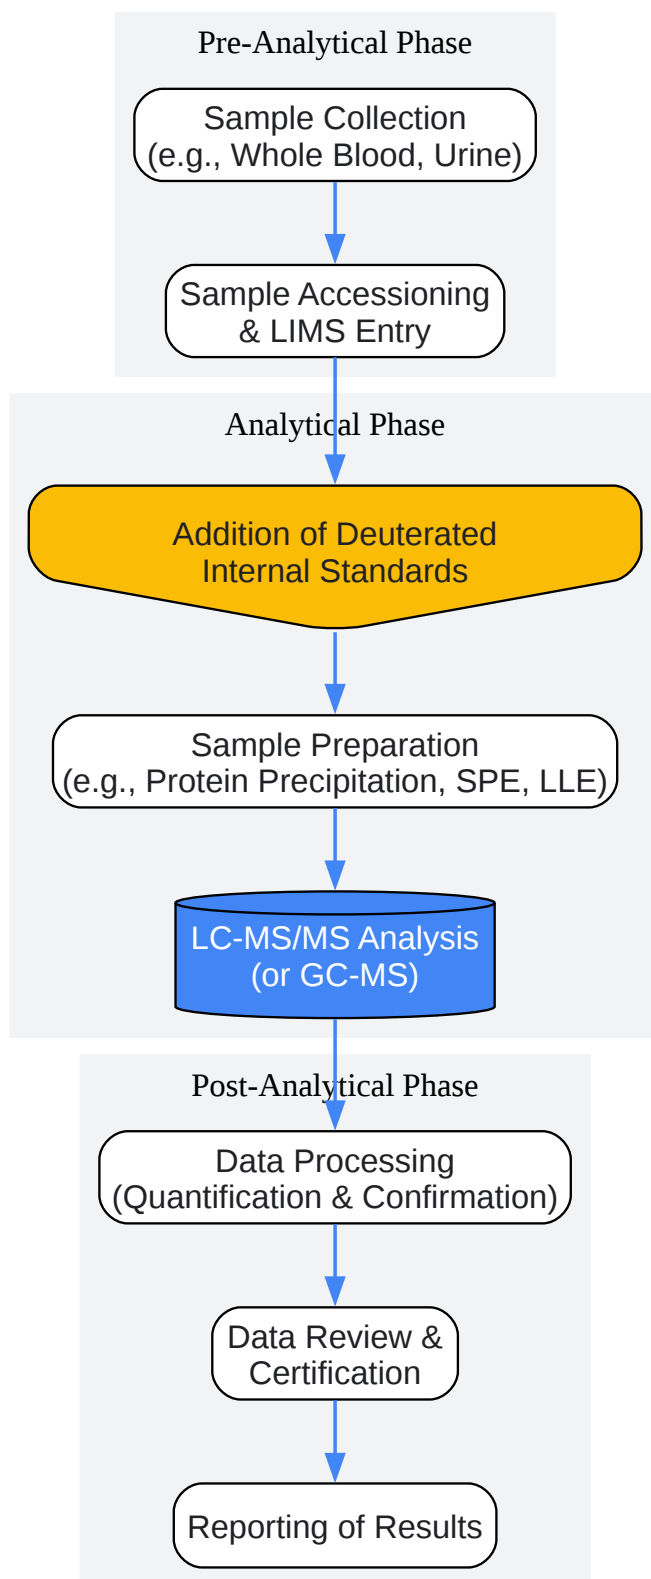 Pre-Analytical Phase
Sample Collection
(e.g., Whole Blood, Urine)
Sample Accessioning
& LIMS Entry
Analytical Phase
Addition of Deuterated
Internal Standards
Sample Preparation
(e.g., Protein Precipitation, SPE, LLE)
LC-MS/MS Analysis
(or GC-MS)
Post-Analytical Phase
Data Processing
(Quantification & Confirmation)
Data Review &
Certification
Reporting of Results